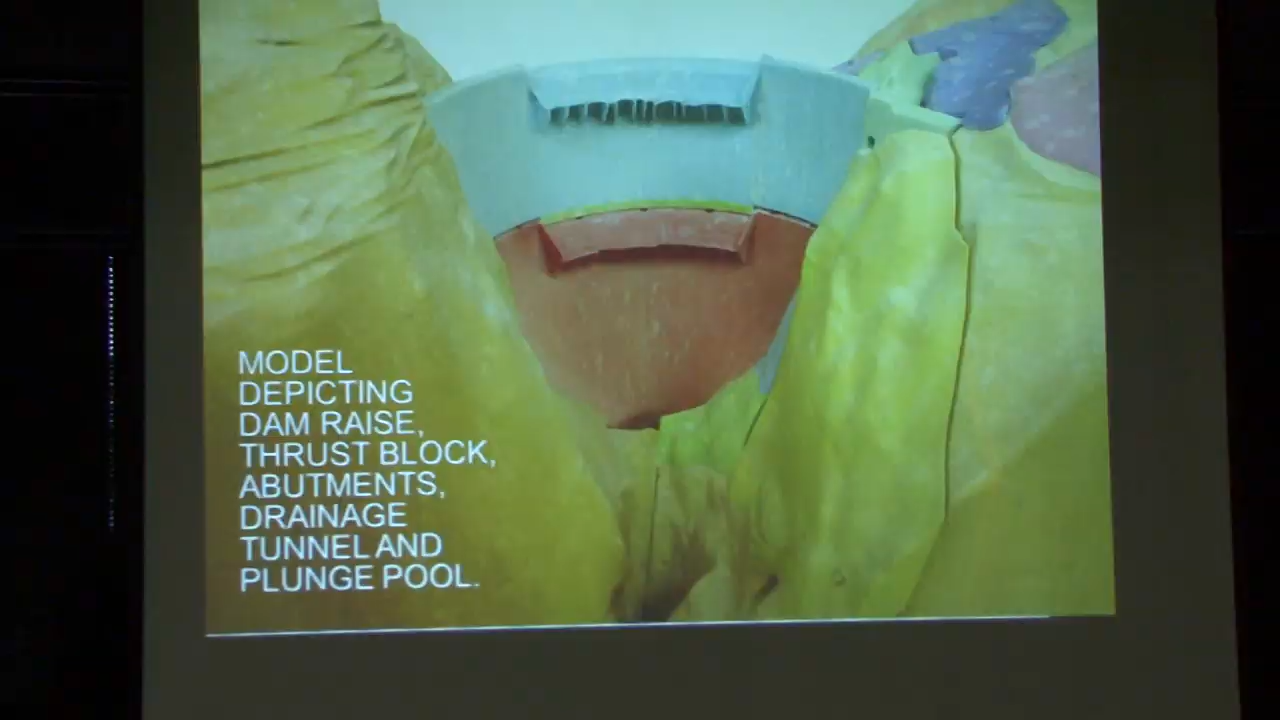 MODEL
DEPICTING
DAM RAISE,
THRUST BLOCK,
ABUTMENTS,
DRAINAGE
TUNNEL AND
PLUNGE POOL.